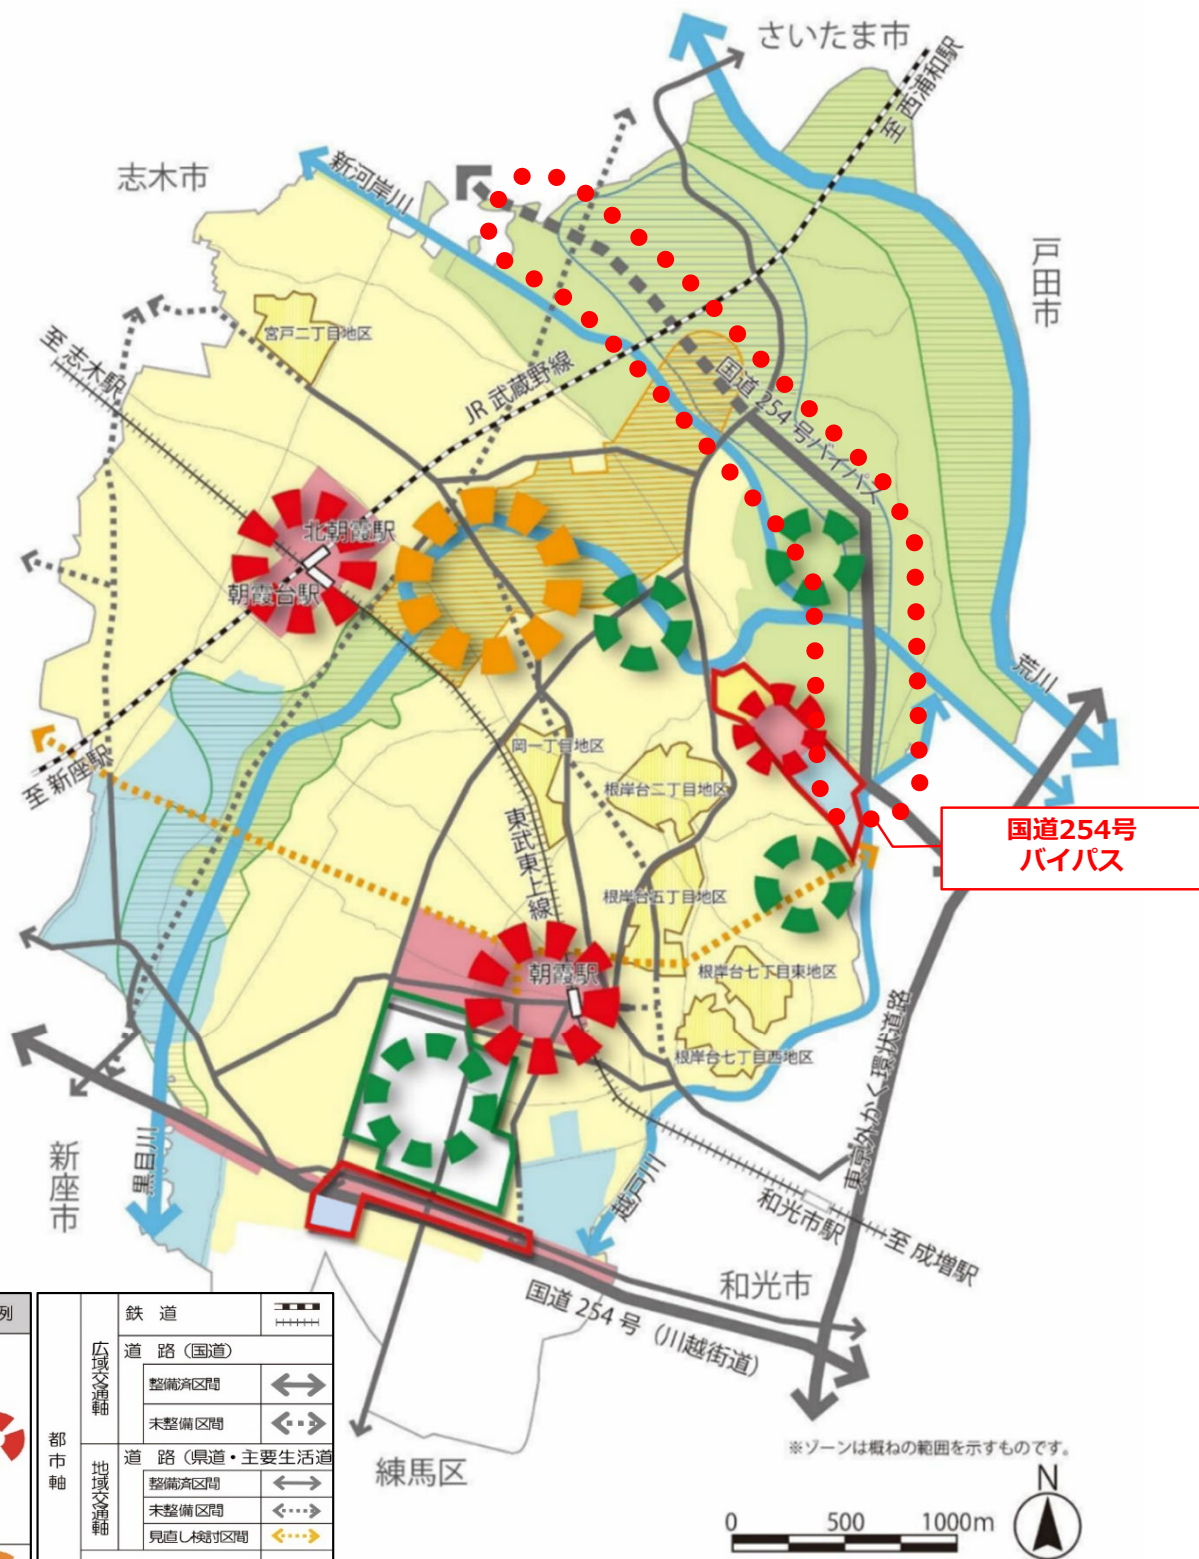 さいたま市
至 西浦和駅
志木市
新河岸川
戸田市
宮戸二丁目地区
至 志木駅
JR 武蔵野線
国道 254 号バイパス
北朝霞駅
朝霞台駅
荒川
至 新座駅
岡一丁目地区
根岸台二丁目地区
東武東上線
国道254号
バイパス
根岸台五丁目地区
朝霞駅
根岸台七丁目東地区
根岸台七丁目西地区
東京外かく環状道路
新座市
黒目川
越戸川
和光市駅
至 成増駅
和光市
国道 254 号（川越街道）
練馬区
※ゾーンは概ねの範囲を示すものです。
N
0 500 1000m
例
都市軸
広域交通軸
鉄 道
道 路（国道）
整備済区間
未整備区間
地域交通軸
道 路（県道・主要生活道
整備済区間
未整備区間
見直し検討区間